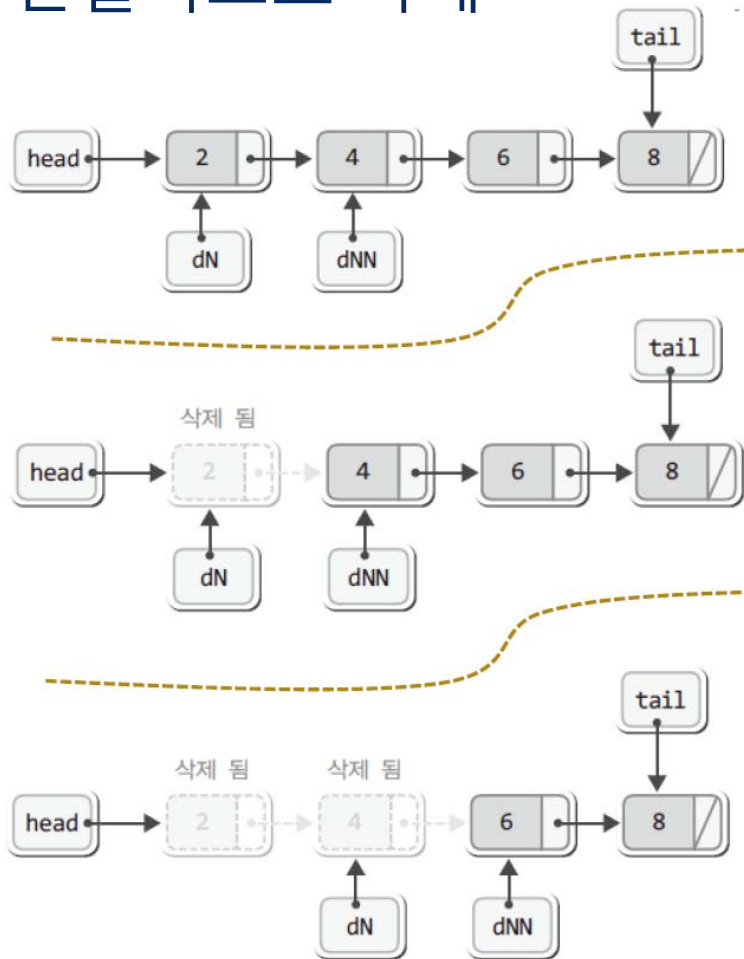 tail
head 2 4 6 8
dN dNN
tail
삭제 됨
head 2 4 6 8
dN dNN
tail
삭제 됨 삭제 됨
head 2 4 6 8
dN dNN